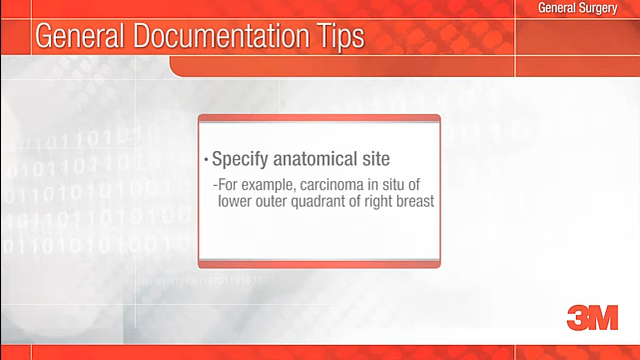 General Surgery
General Documentation Tips
• Specify anatomical site
-For example, carcinoma in situ of
lower outer quadrant of right breast
3M